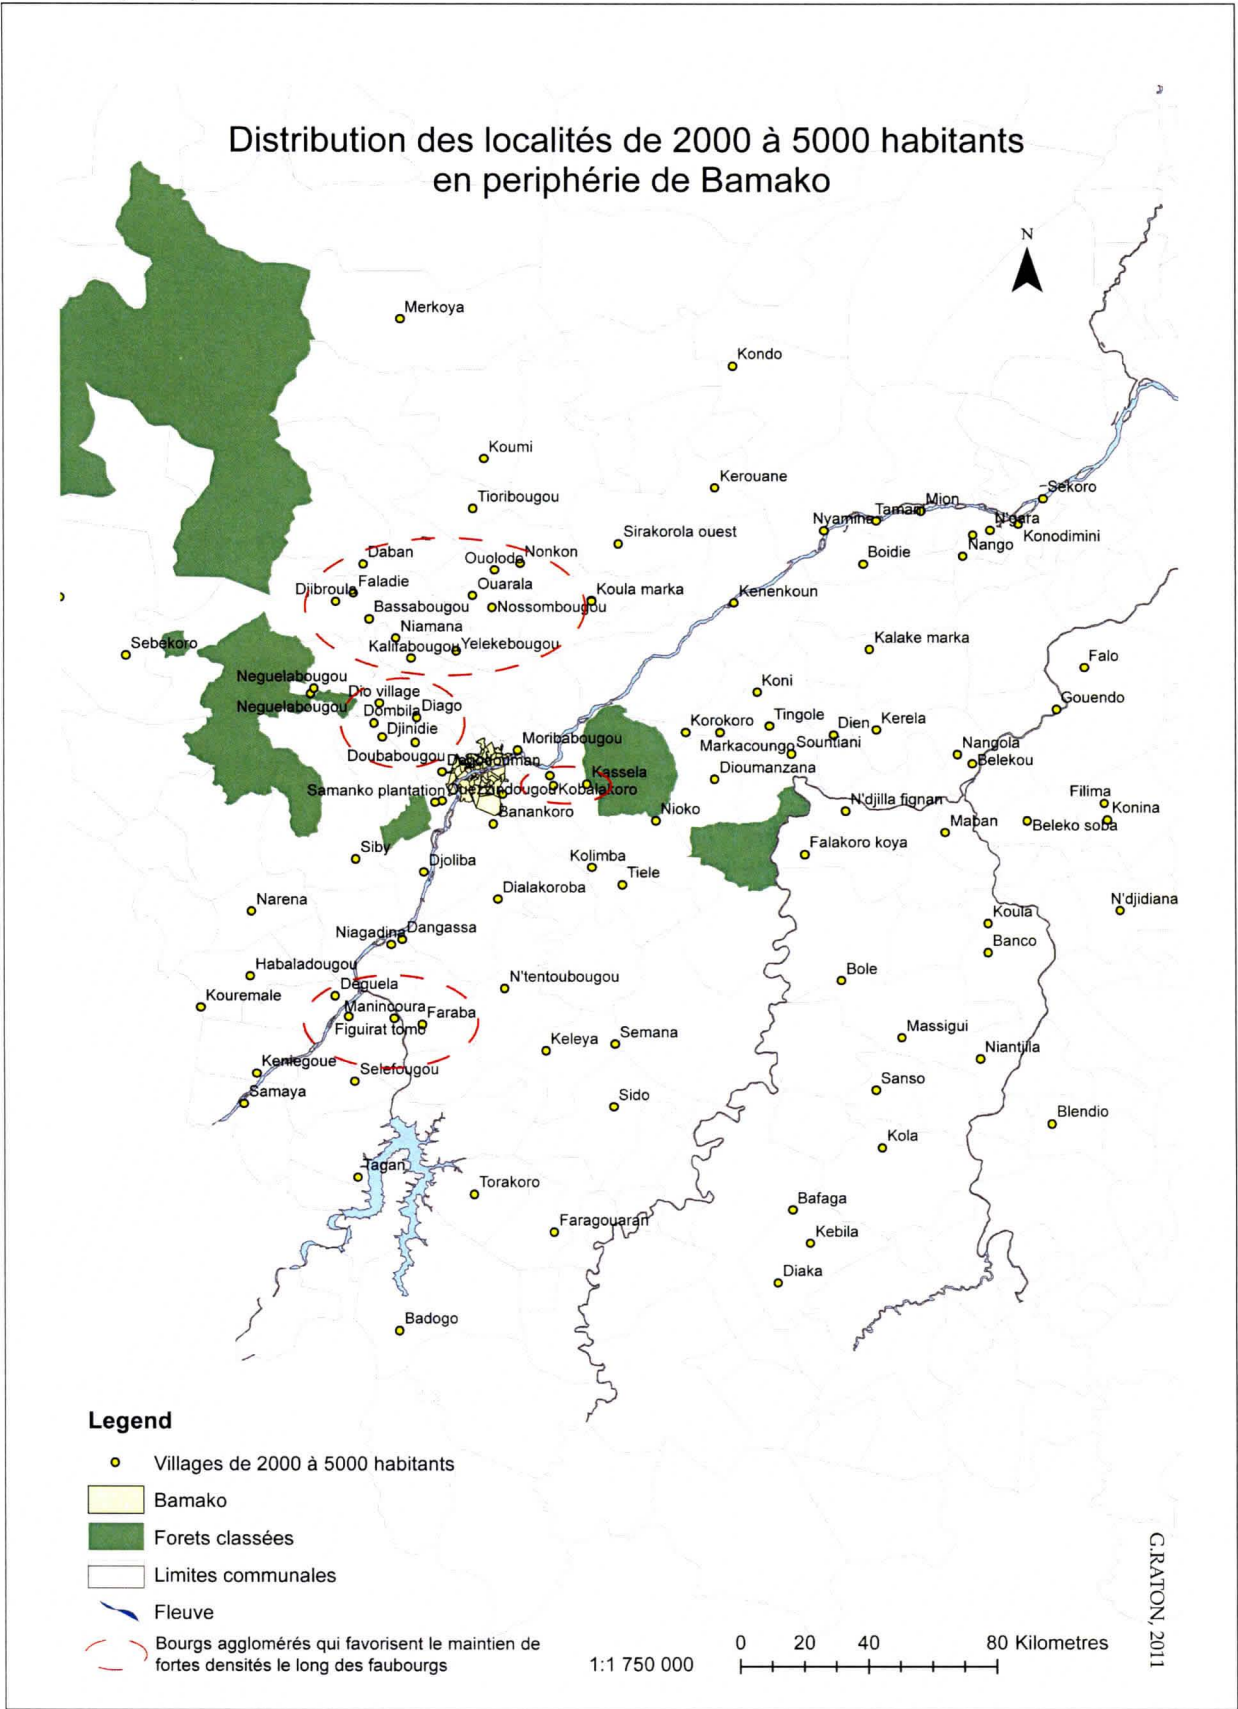 Distribution des localités de 2000 à 5000 habitants
en periphérie de Bamako
N
Merkoya
Kondo
Koumi
Kerouane
Tioribougou
Sekoro
Mion
Nyamina
Tamani
N'gara
Konodimini
Sirakorola ouest
Nango
Boidie
Daban
Nonkon
Ouolodo
Faladie
Djibroula
Ouarala
Koula marka
Kenenkoun
Bassabougou
Nossombougou
Niamana
Kalifabougou
Yelekebougou
Kalake marka
Sebekoro
Falo
Neguelabougou
Koni
Dio village
Gouendo
Neguelabougou
Dombila
Diago
Korokoro
Tingole
Dien
Kerela
Djinidie
Moribabougou
Markacoungo
Sountiani
Nangola
Doubabougou
Belekou
Kassela
Dioumanzana
Samanko plantation
Kobalakoro
Filima
N'djilla fignan
Konina
Banankoro
Nioko
Maban
Beleko soba
Falakoro koya
Siby
Djoliba
Kolimba
Tiele
Dialakoroba
Narena
N'djidiana
Koula
Niagadina
Dangassa
Banco
Habaladougou
Bole
Deguela
N'tentoubougou
Kouremale
Manincoura
Faraba
Figuirat tomo
Massigui
Semana
Keleya
Niantilla
Keniegoue
Selefougou
Sanso
Samaya
Sido
Blendio
Kola
Tagan
Torakoro
Bafaga
Faragouaran
Kebila
Diaka
Badogo
Legend
Villages de 2000 à 5000 habitants
Bamako
Forets classées
Limites communales
Fleuve
Bourgs agglomérés qui favorisent le maintien de
fortes densités le long des faubourgs
1:1 750 000
0 20 40 80 Kilometres
G.RATON, 2011